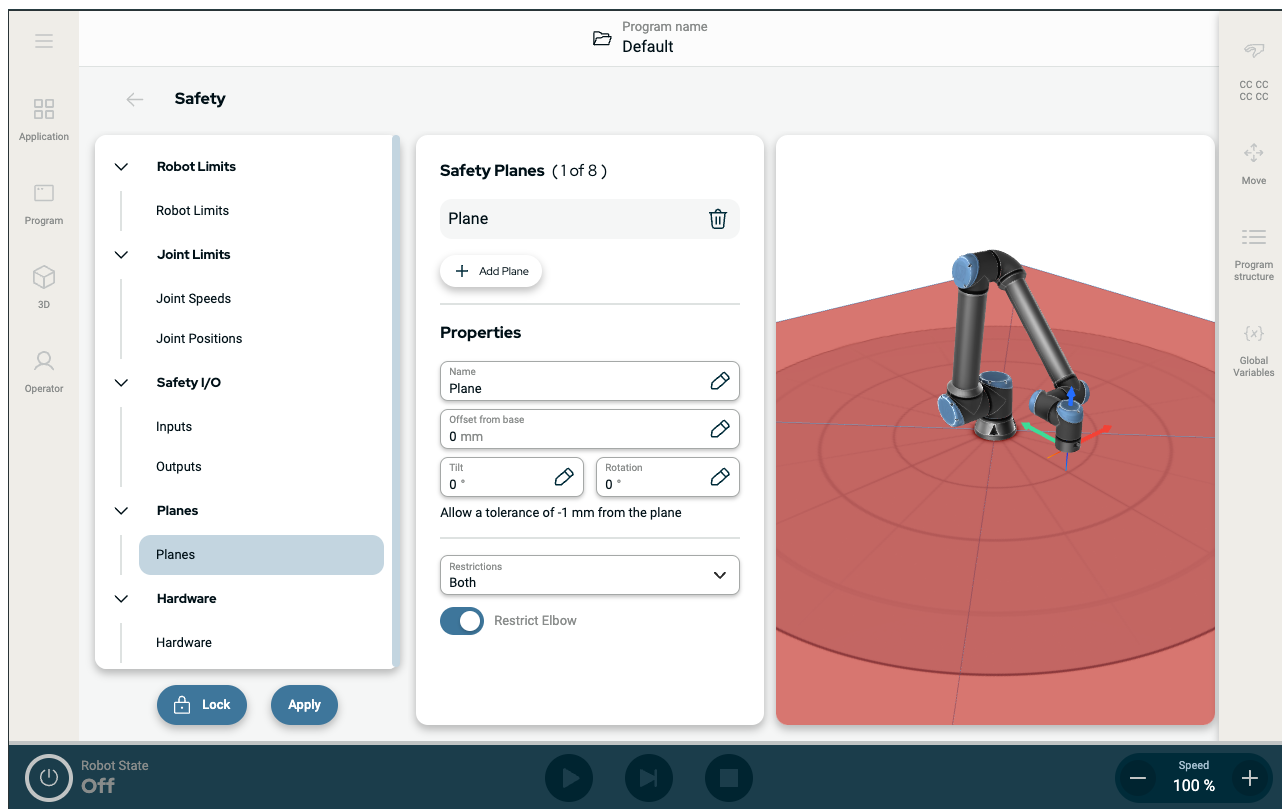 Program name
Default
Application
Program
3D
Operator
Safety
Robot Limits
Robot Limits
Joint Limits
Joint Speeds
Joint Positions
Safety I/O
Inputs
Outputs
Planes
Planes
Hardware
Hardware
Lock
Apply
Safety Planes ( 1 of 8 )
Plane
Add Plane
Properties
Name
Plane
Offset from base
0 mm
Tilt
0 °
Rotation
0 °
Allow a tolerance of -1 mm from the plane
Restrictions
Both
Restrict Elbow
CC CC
CC CC
Move
Program
structure
{x}
Global
Variables
Robot State
Off
Speed
100 %